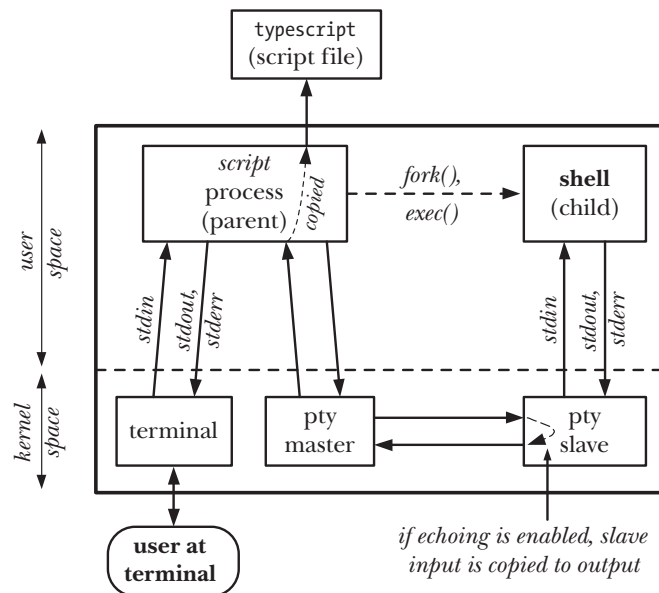 typescript
(script file)
script
process
(parent)
copied
fork(),
exec()
shell
(child)
user
space
stdin
stdout,
stderr
stdin
stdout,
stderr
kernel
space
terminal
pty
master
pty
slave
user at
terminal
if echoing is enabled, slave
input is copied to output